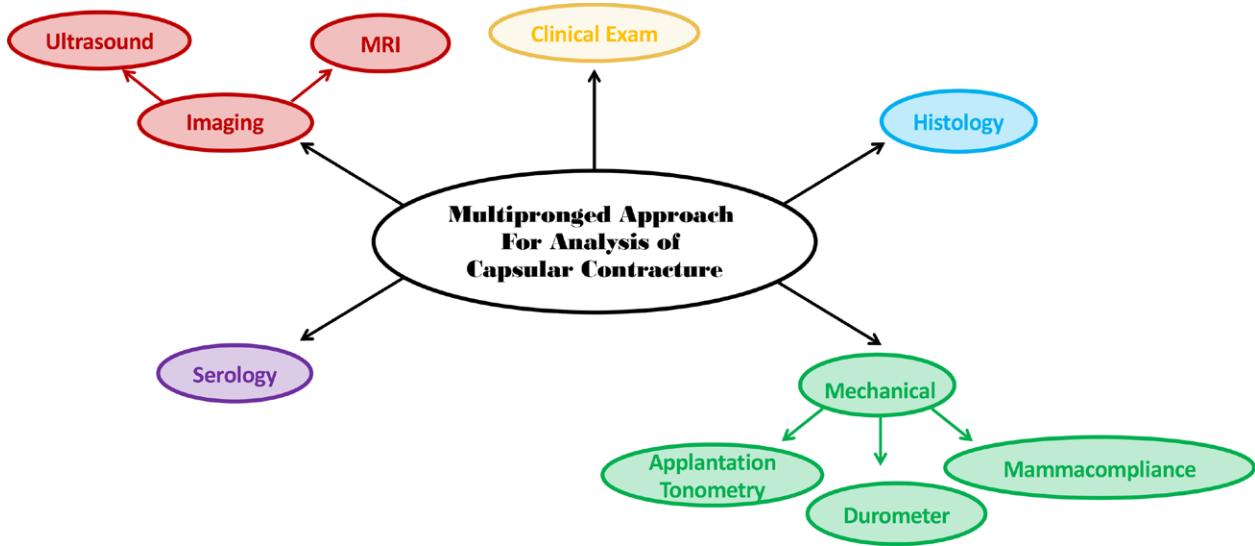 Ultrasound
MRI
Clinical Exam
Imaging
Histology
Multipronged Approach
For Analysis of
Capsular Contracture
Serology
Mechanical
Applantation
Tonometry
Mammacompliance
Durometer